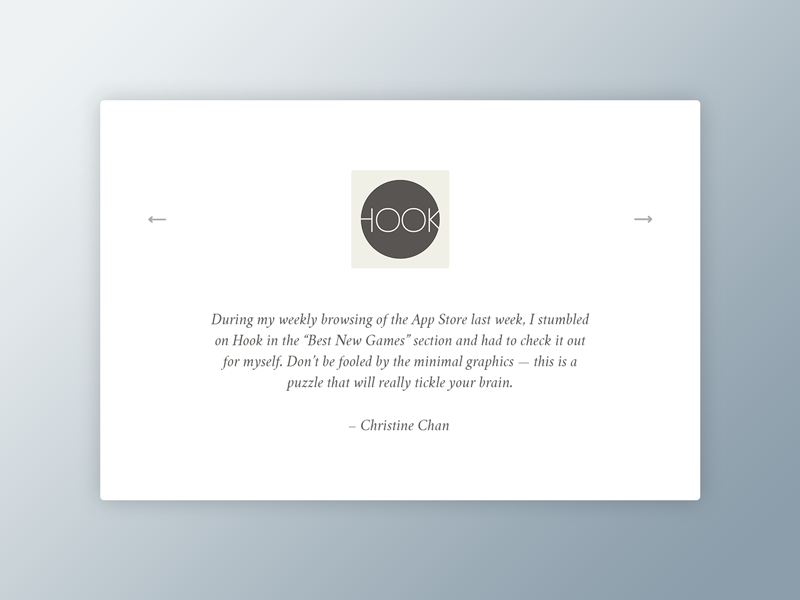 HOOK
During my weekly browsing of the App Store last week, I stumbled
on Hook in the “Best New Games” section and had to check it out
for myself. Don't be fooled by the minimal graphics — this is a
puzzle that will really tickle your brain.
– Christine Chan